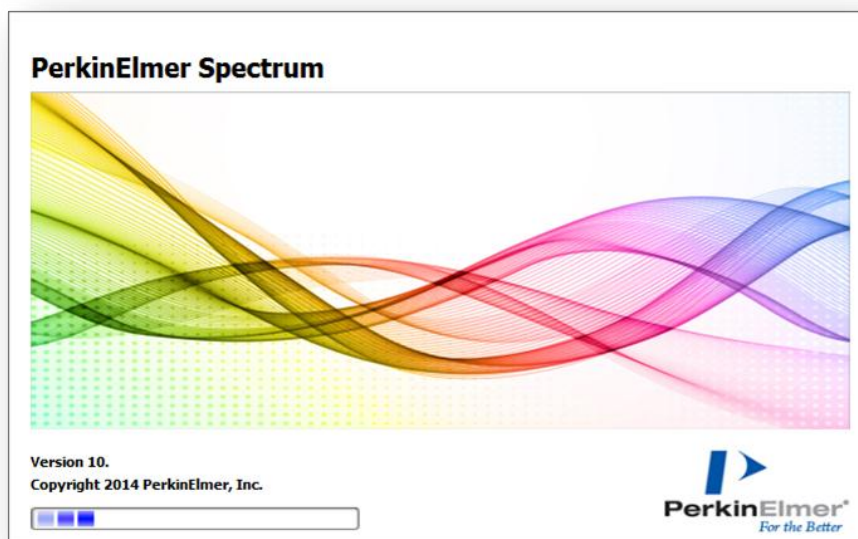 PerkinElmer Spectrum
Version 10.
Copyright 2014 PerkinElmer, Inc.
PerkinElmer®
For the Better